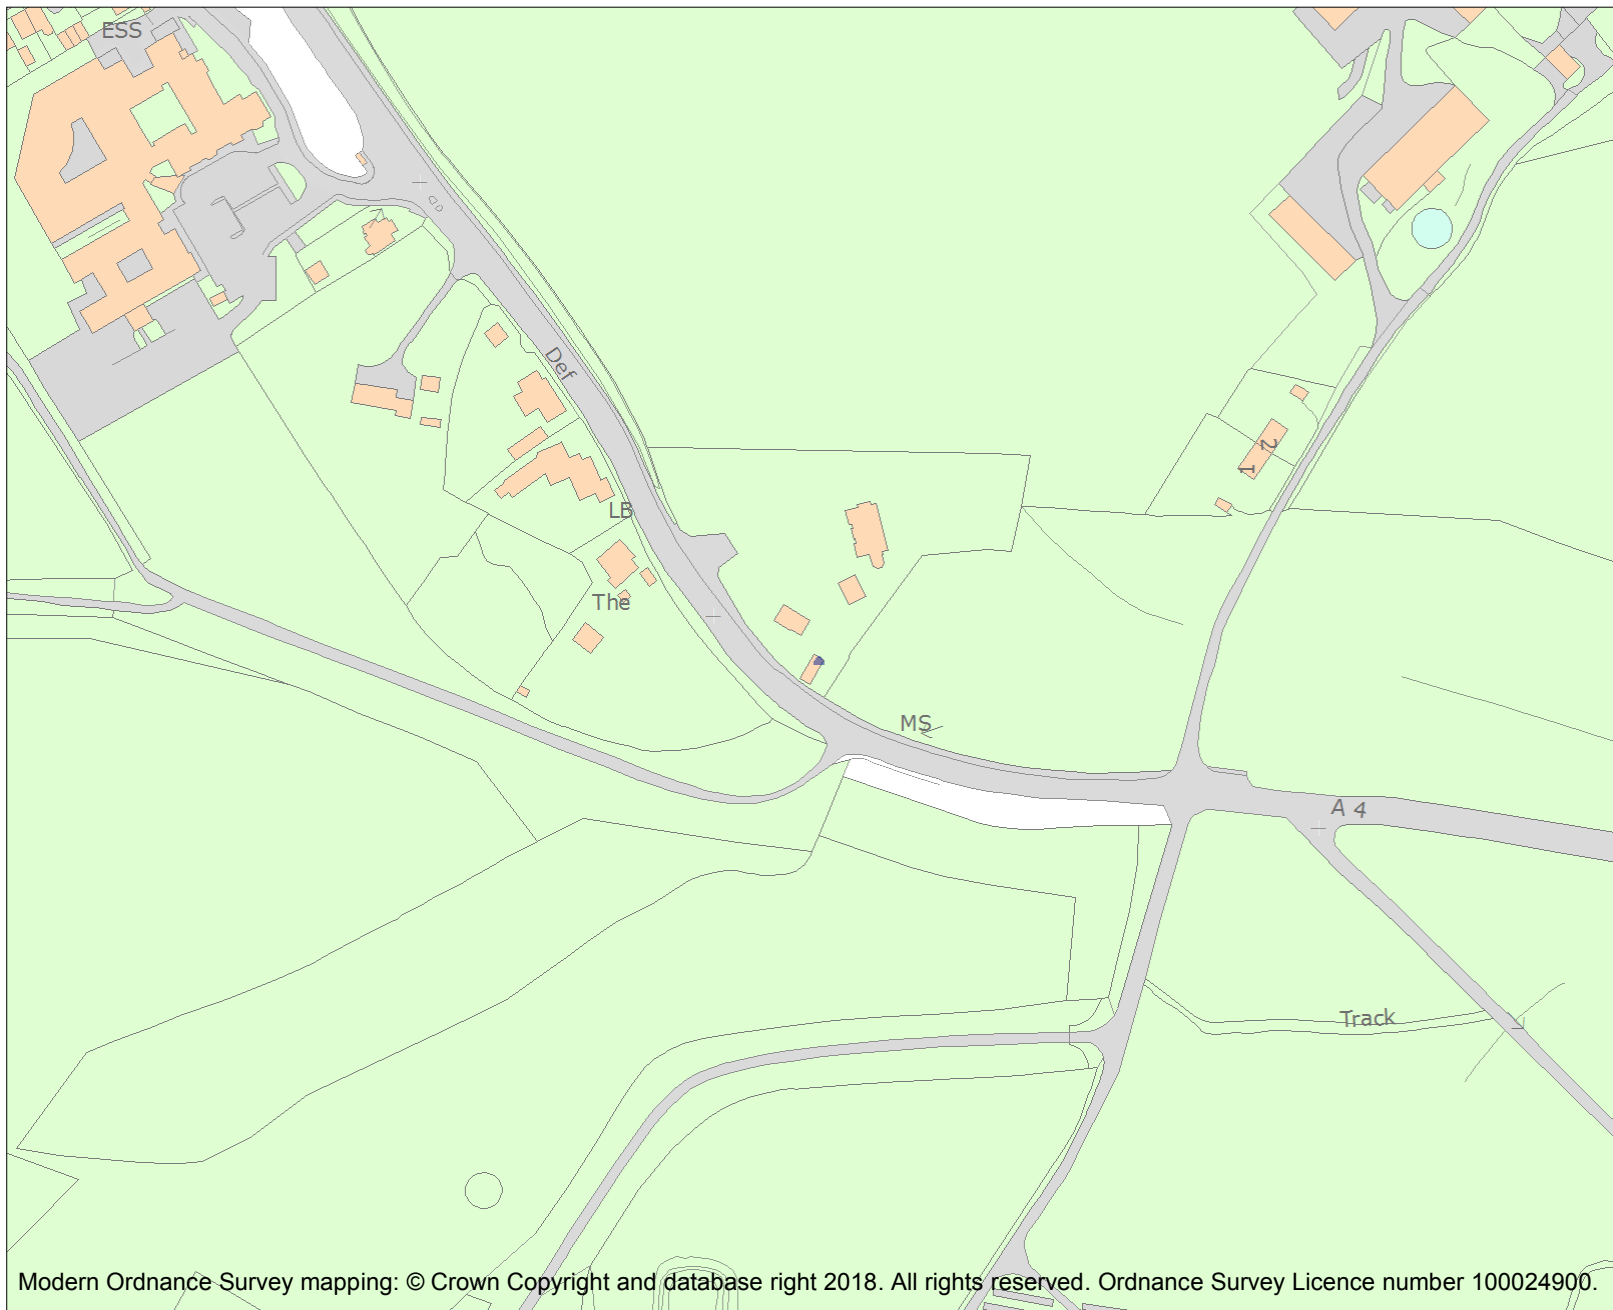 ESS
Def
2
1
LB
The
MS
A 4
Track
Modern Ordnance Survey mapping: © Crown Copyright and database right 2018. All rights reserved. Ordnance Survey Licence number 100024900.